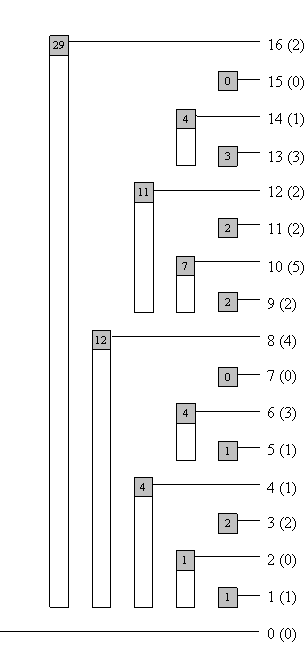 29 16 (2)
0 15 (0)
4 14 (1)
3 13 (3)
11 12 (2)
2 11 (2)
7 10 (5)
2 9 (2)
12 8 (4)
0 7 (0)
4 6 (3)
1 5 (1)
4 4 (1)
2 3 (2)
1 2 (0)
1 1 (1)
0 (0)